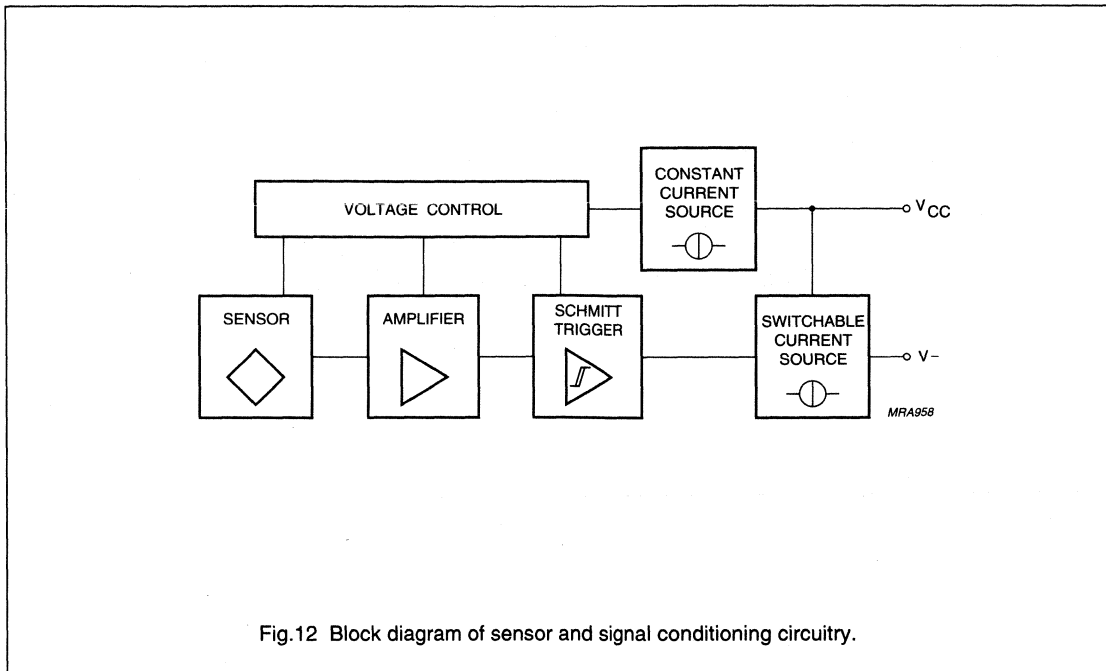 CONSTANT
CURRENT
SOURCE
VOLTAGE CONTROL
VCC
SENSOR
AMPLIFIER
SCHMITT
TRIGGER
SWITCHABLE
CURRENT
SOURCE
V–
MRA958
Fig.12 Block diagram of sensor and signal conditioning circuitry.